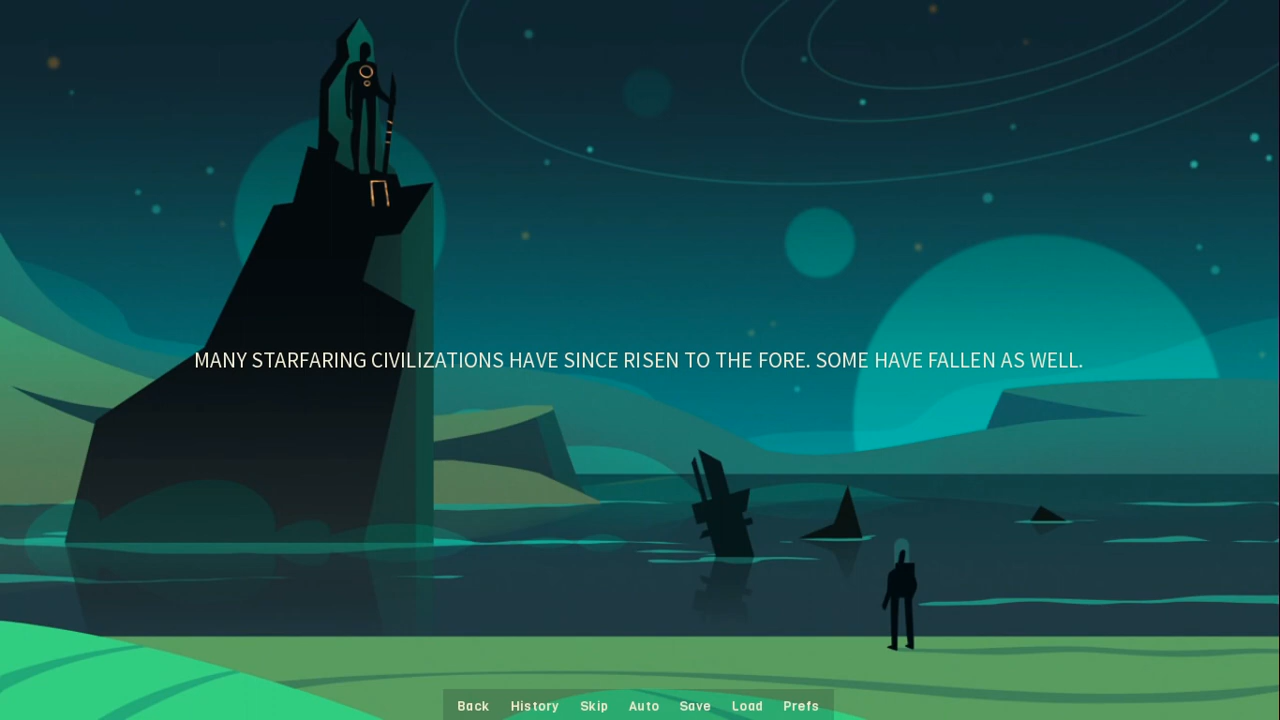 MANY STARFARING CIVILIZATIONS HAVE SINCE RISEN TO THE FORE. SOME HAVE FALLEN AS WELL.
Back History Skip Auto Save Load Prefs